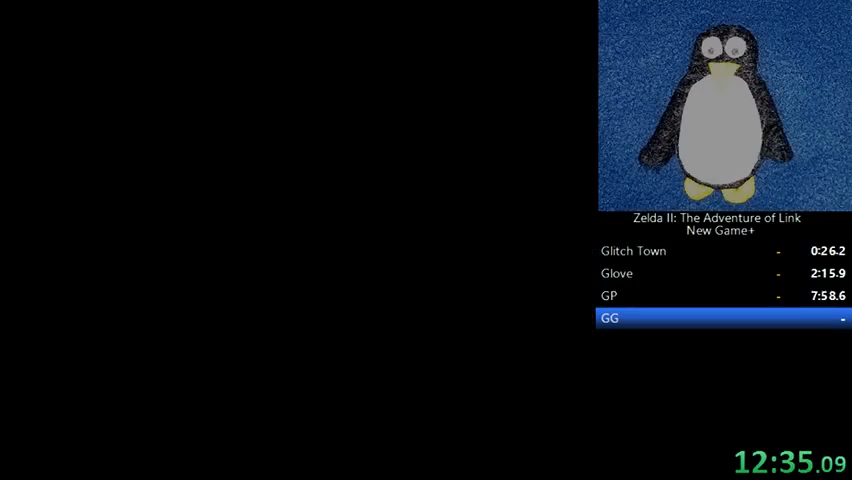 Zelda II: The Adventure of Link
New Game+
Glitch Town - 0:26.2
Glove - 2:15.9
GP - 7:58.6
GG -
12:35.09